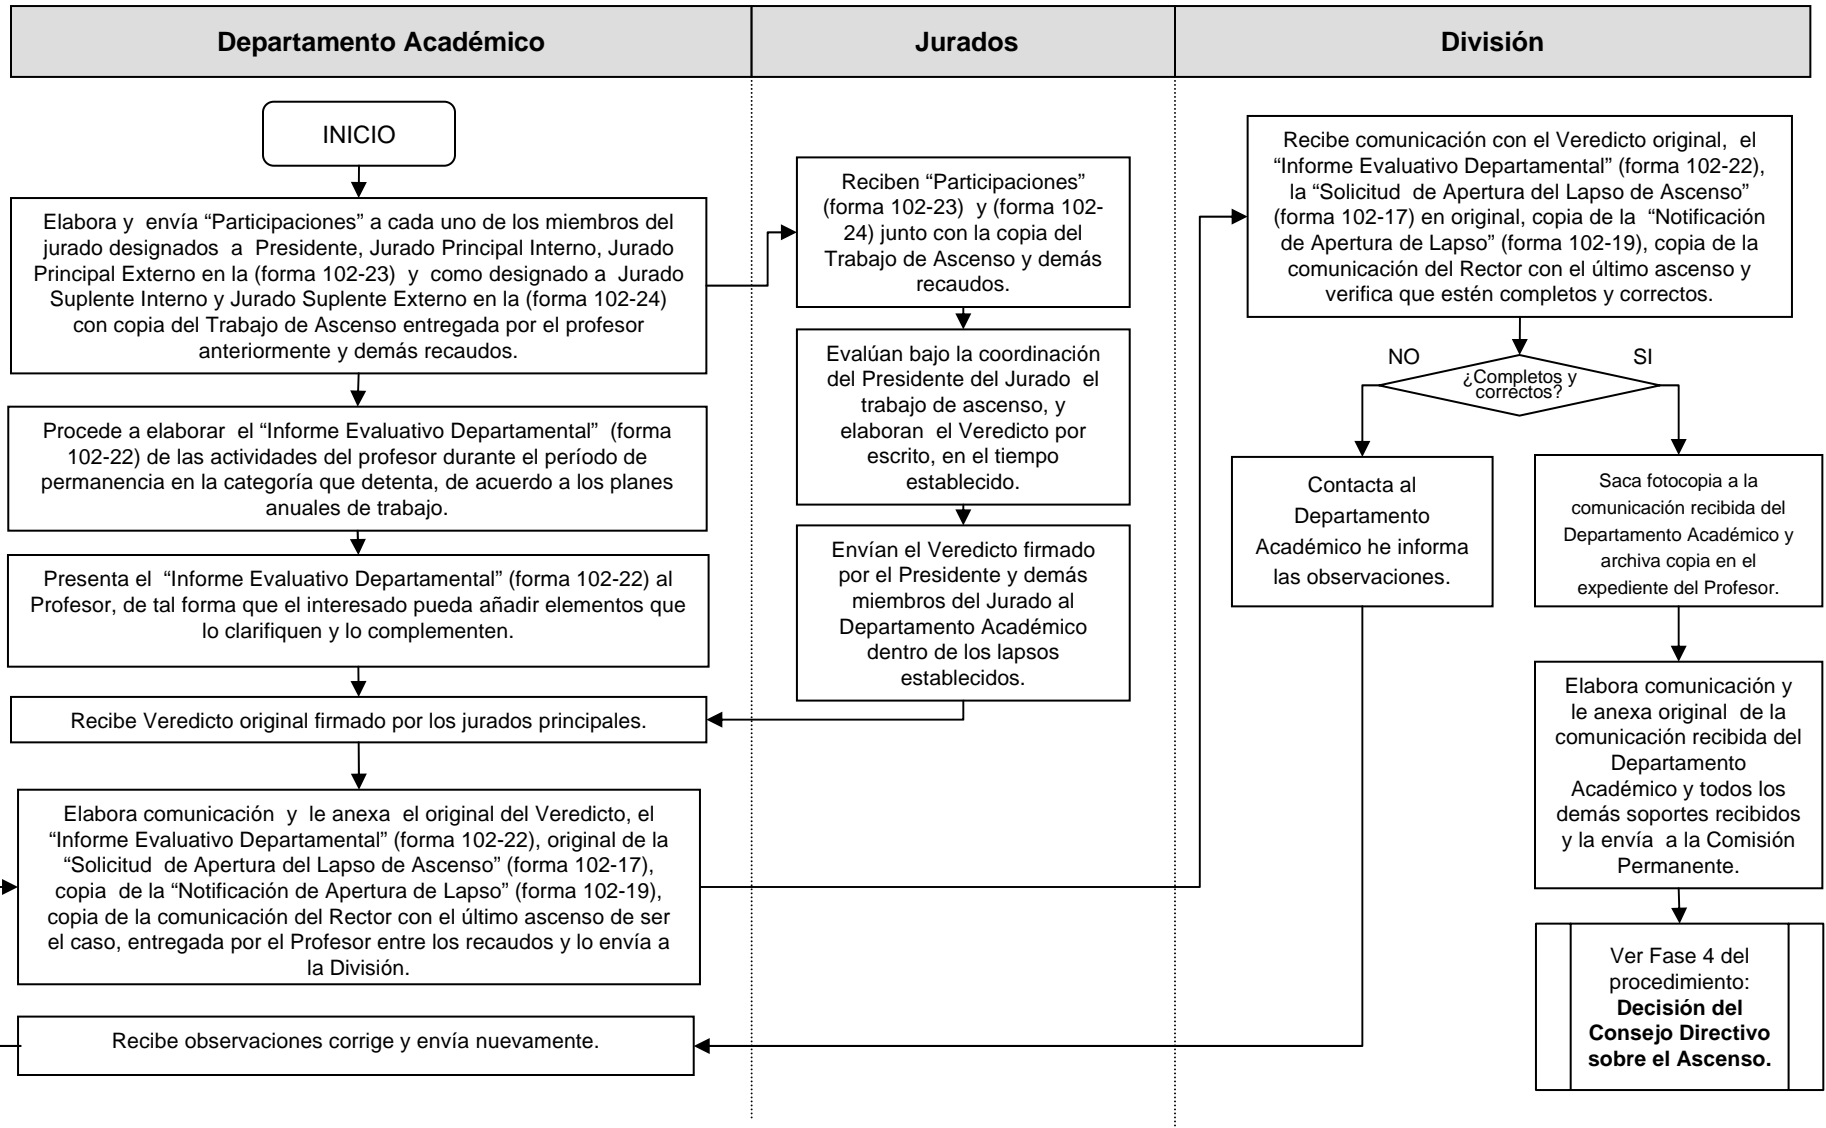 Departamento Académico
Jurados
División
INICIO
Elabora y envía “Participaciones” a cada uno de los miembros del
jurado designados a Presidente, Jurado Principal Interno, Jurado
Principal Externo en la (forma 102-23) y como designado a Jurado
Suplente Interno y Jurado Suplente Externo en la (forma 102-24)
con copia del Trabajo de Ascenso entregada por el profesor
anteriormente y demás recaudos.
Procede a elaborar el “Informe Evaluativo Departamental” (forma
102-22) de las actividades del profesor durante el período de
permanencia en la categoría que detenta, de acuerdo a los planes
anuales de trabajo.
Presenta el “Informe Evaluativo Departamental” (forma 102-22) al
Profesor, de tal forma que el interesado pueda añadir elementos que
lo clarifiquen y lo complementen.
Recibe Veredicto original firmado por los jurados principales.
Elabora comunicación y le anexa el original del Veredicto, el
“Informe Evaluativo Departamental” (forma 102-22), original de la
“Solicitud de Apertura del Lapso de Ascenso” (forma 102-17),
copia de la “Notificación de Apertura de Lapso” (forma 102-19),
copia de la comunicación del Rector con el último ascenso de ser
el caso, entregada por el Profesor entre los recaudos y lo envía a
la División.
Recibe observaciones corrige y envía nuevamente.
Reciben “Participaciones”
(forma 102-23) y (forma 102-
24) junto con la copia del
Trabajo de Ascenso y demás
recaudos.
Evalúan bajo la coordinación
del Presidente del Jurado el
trabajo de ascenso, y
elaboran el Veredicto por
escrito, en el tiempo
establecido.
Envían el Veredicto firmado
por el Presidente y demás
miembros del Jurado al
Departamento Académico
dentro de los lapsos
establecidos.
Recibe comunicación con el Veredicto original, el
“Informe Evaluativo Departamental” (forma 102-22),
la “Solicitud de Apertura del Lapso de Ascenso”
(forma 102-17) en original, copia de la “Notificación
de Apertura de Lapso” (forma 102-19), copia de la
comunicación del Rector con el último ascenso y
verifica que estén completos y correctos.
NO
SI
¿Completos y
correctos?
Contacta al
Departamento
Académico he informa
las observaciones.
Saca fotocopia a la
comunicación recibida del
Departamento Académico y
archiva copia en el
expediente del Profesor.
Elabora comunicación y
le anexa original de la
comunicación recibida del
Departamento
Académico y todos los
demás soportes recibidos
y la envía a la Comisión
Permanente.
Ver Fase 4 del
procedimiento:
Decisión del
Consejo Directivo
sobre el Ascenso.